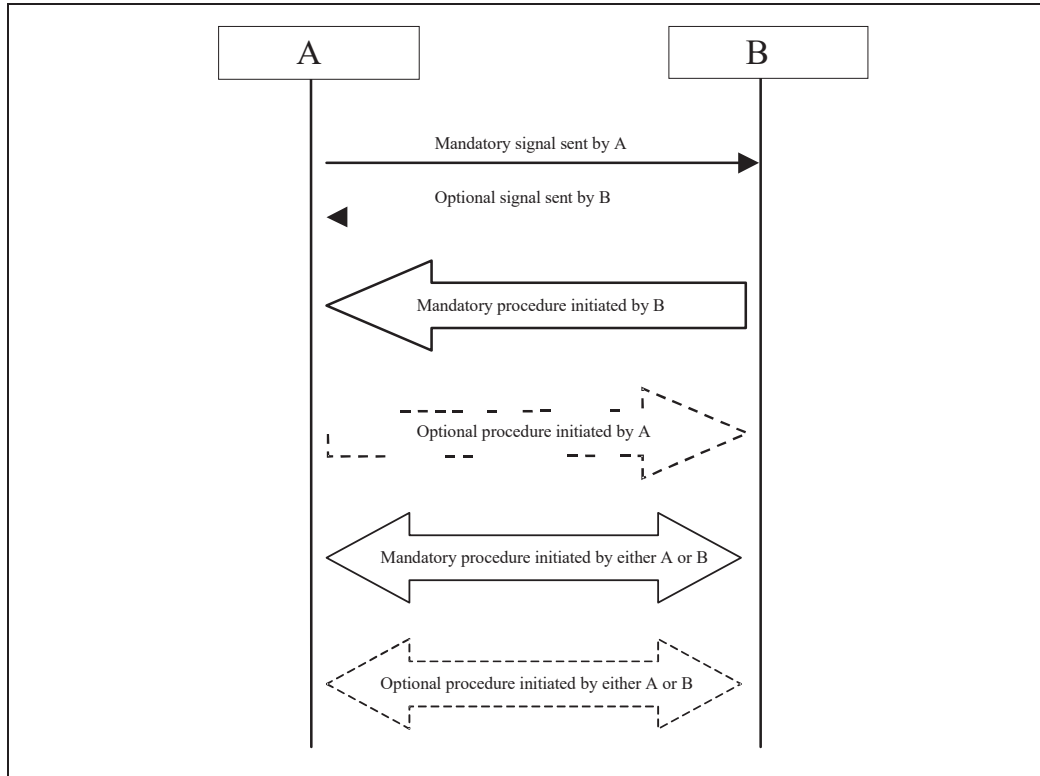 A
B
Mandatory signal sent by A
Optional signal sent by B
Mandatory procedure initiated by B
Optional procedure initiated by A
Mandatory procedure initiated by either A or B
Optional procedure initiated by either A or B